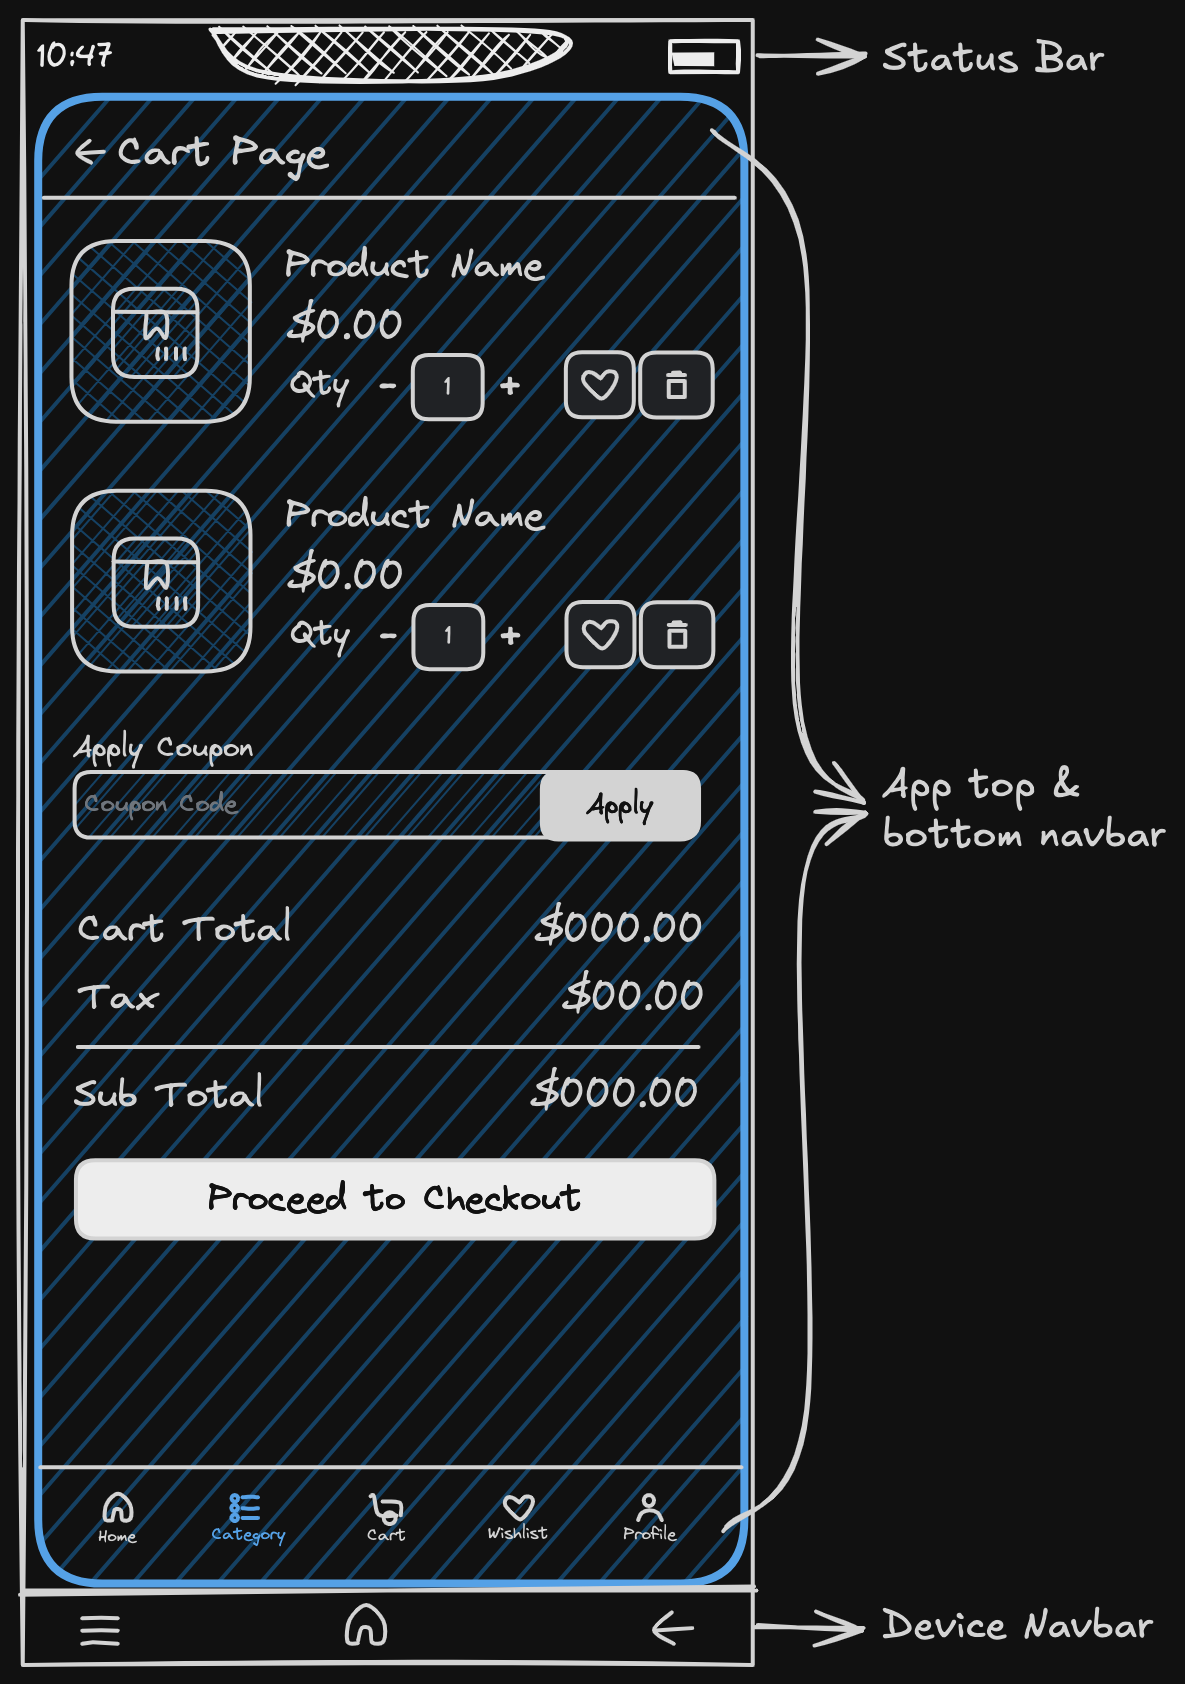 10:47
Status Bar
← Cart Page
Product Name
$0.00
Qty - 1 +
Product Name
$0.00
Qty - 1 +
Apply Coupon
Coupon Code
Apply
App top &
bottom navbar
Cart Total $000.00
Tax $00.00
Sub Total $000.00
Proceed to Checkout
Home Category Cart Wishlist Profile
Device Navbar